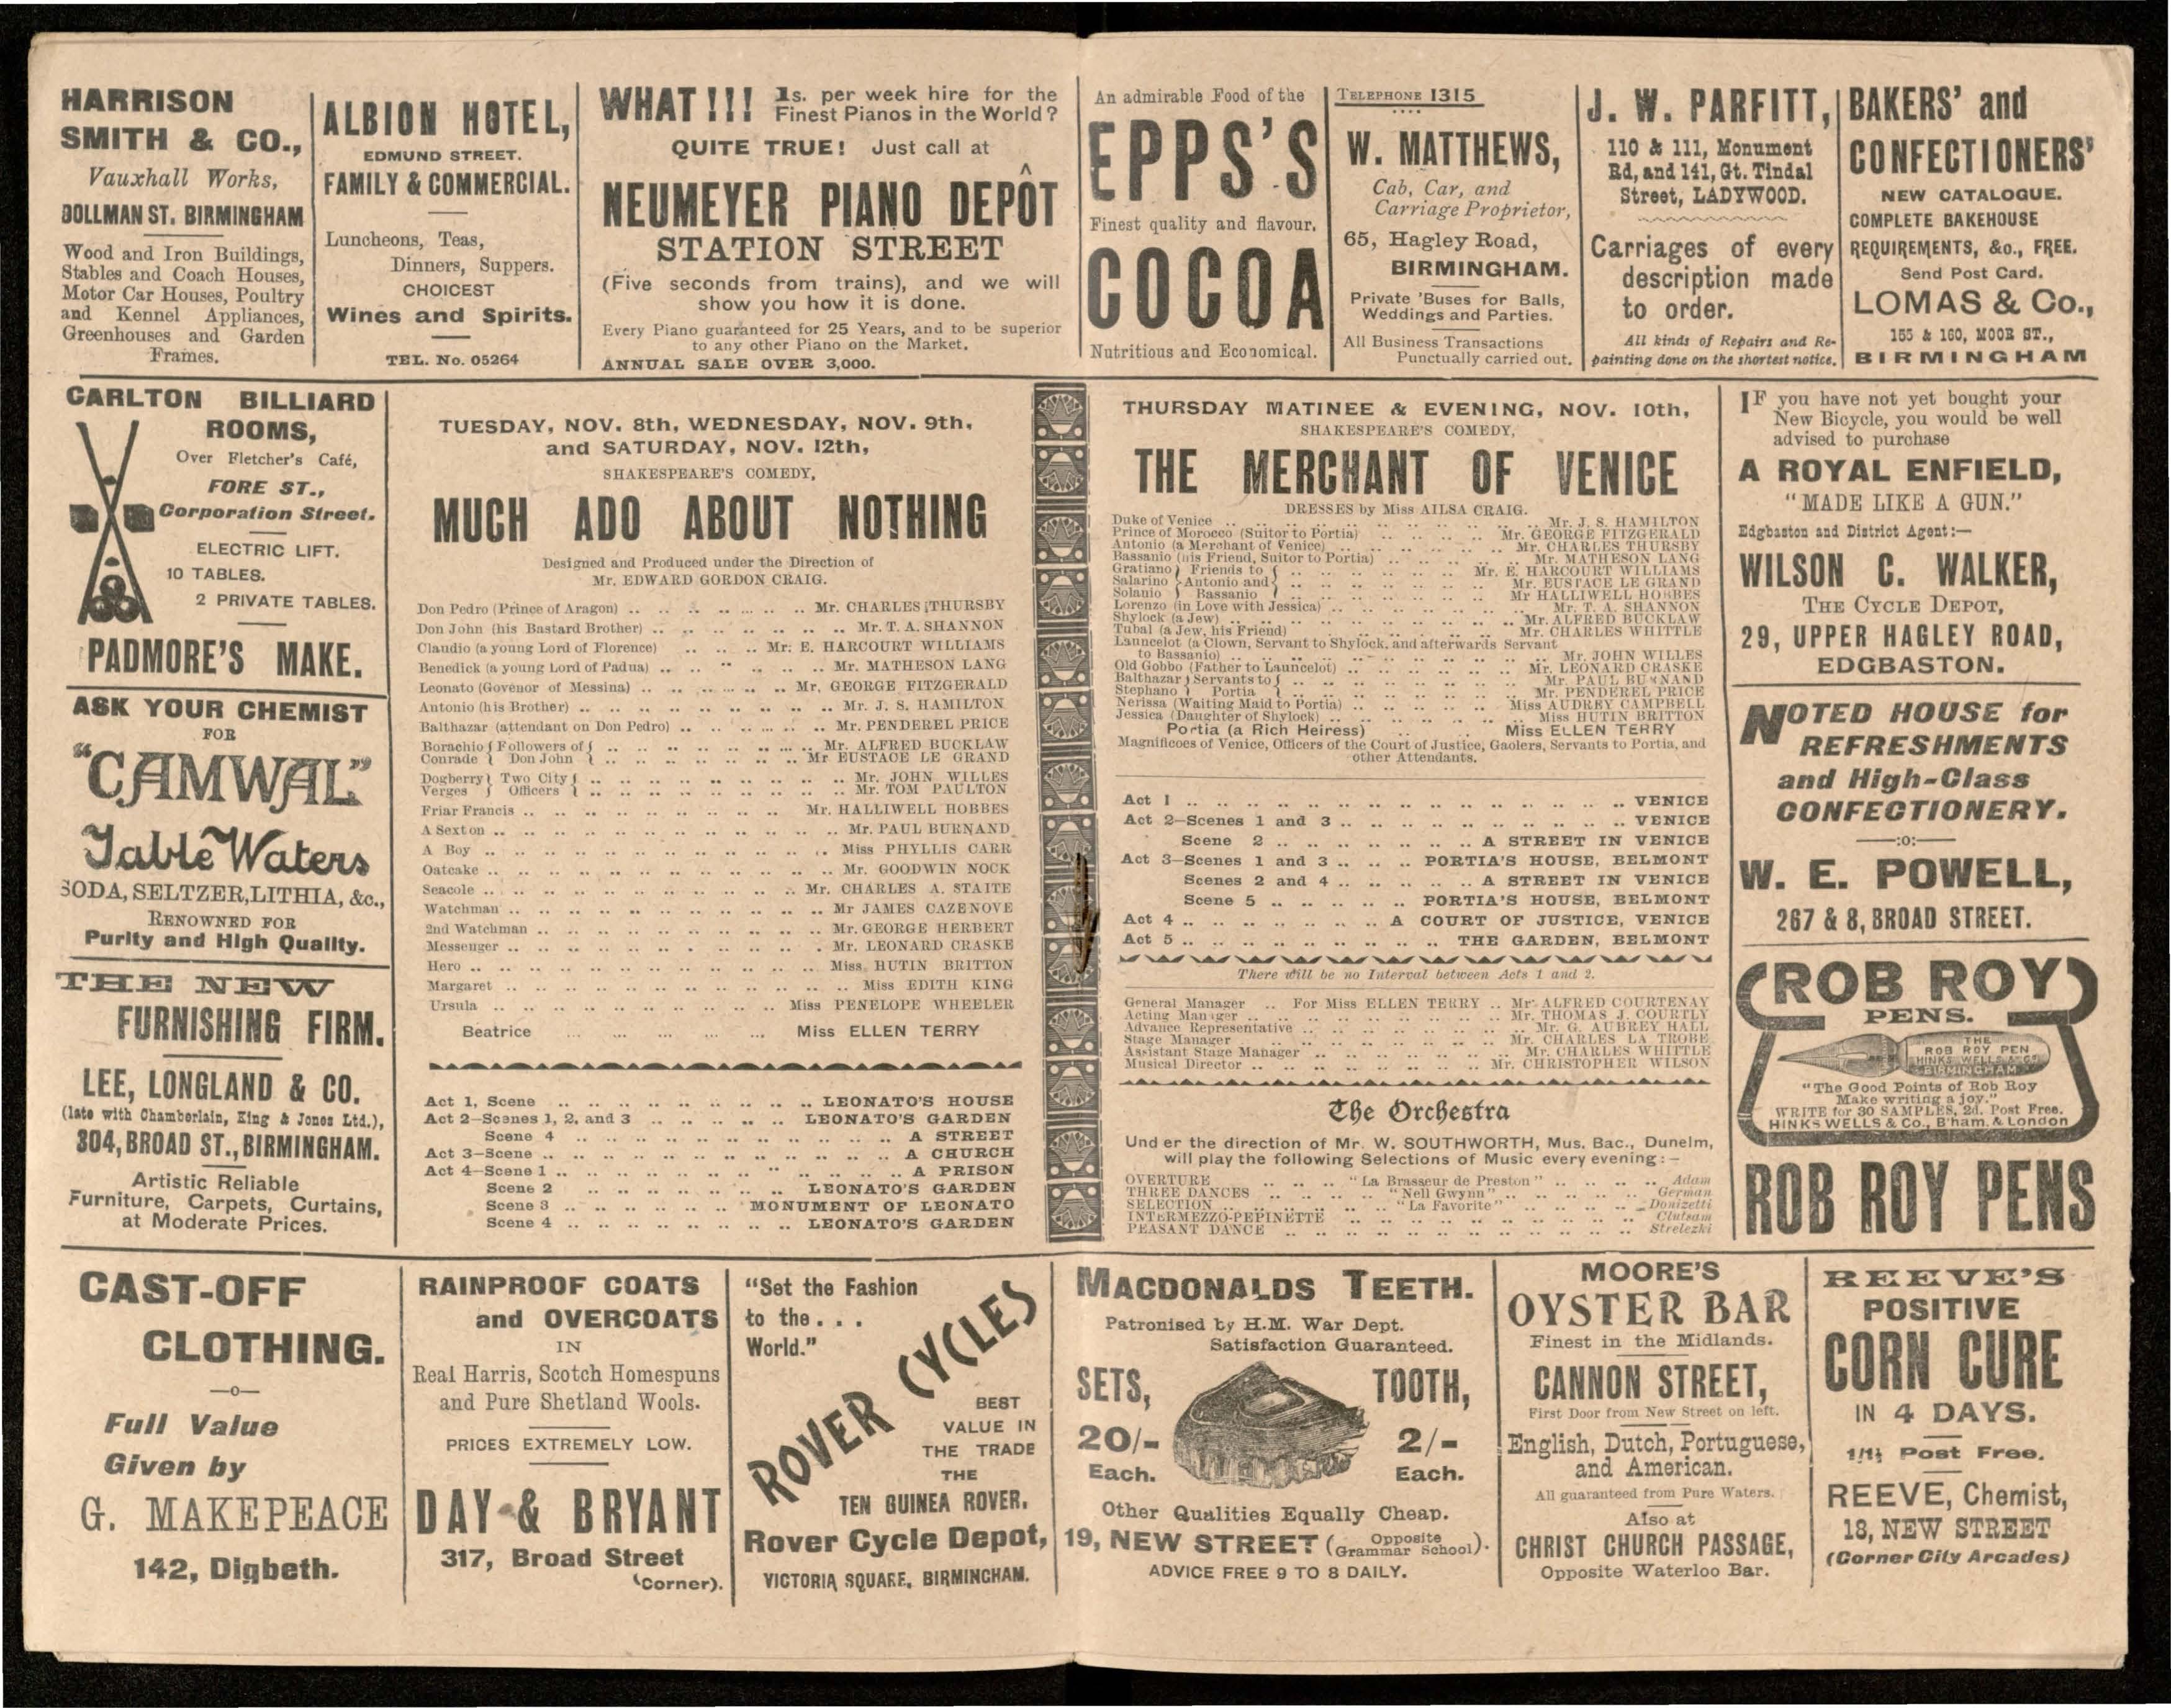 HARRISON
SMITH & CO.,
Vauxhall Works,
DOLLMAN ST. BIRMINGHAM
Wood and Iron Buildings,
Stables and Coach Houses,
Motor Car Houses, Poultry
and Kennel Appliances,
Greenhouses and Garden
Frames.
ALBION HOTEL,
EDMUND STREET.
FAMILY & COMMERCIAL.
Luncheons, Teas,
Dinners, Suppers.
CHOICEST
Wines and Spirits.
TEL. No. 05264
WHAT!!! 1s. per week hire for the
Finest Pianos in the World?
QUITE TRUE! Just call at
NEUMEYER PIANO DEPÔT
STATION STREET
(Five seconds from trains), and we will
show you how it is done.
Every Piano guaranteed for 25 Years, and to be superior
to any other Piano on the Market.
ANNUAL SALE OVER 3,000.
An admirable Food of the
EPPS'S
Finest quality and flavour.
COCOA
Nutritious and Economical.
TELEPHONE 1315
W. MATTHEWS,
Cab, Car, and
Carriage Proprietor,
65, Hagley Road,
BIRMINGHAM.
Private 'Buses for Balls,
Weddings and Parties.
All Business Transactions
Punctually carried out.
J. W. PARFITT,
110 & 111, Monument
Rd, and 141, Gt. Tindal
Street, LADYWOOD.
Carriages of every
description made
to order.
All kinds of Repairs and Re-
painting done on the shortest notice.
BAKERS' and
CONFECTIONERS'
NEW CATALOGUE.
COMPLETE BAKEHOUSE
REQUIREMENTS, &c., FREE.
Send Post Card.
LOMAS & Co.,
155 & 160, MOOR ST.,
BIRMINGHAM
CARLTON BILLIARD
ROOMS,
Over Fletcher's Café,
FORE ST.,
Corporation Street.
ELECTRIC LIFT.
10 TABLES.
2 PRIVATE TABLES.
PADMORE'S MAKE.
ASK YOUR CHEMIST
FOR
"CAMWAL"
Table Waters
SODA, SELTZER, LITHIA, &c.,
RENOWNED FOR
Purity and High Quality.
THE NEW
FURNISHING FIRM.
LEE, LONGLAND & CO.
(late with Chamberlain, King & Jones Ltd.),
304, BROAD ST., BIRMINGHAM.
Artistic Reliable
Furniture, Carpets, Curtains,
at Moderate Prices.
TUESDAY, NOV. 8th, WEDNESDAY, NOV. 9th,
and SATURDAY, NOV. 12th,
SHAKESPEARE'S COMEDY,
MUCH ADO ABOUT NOTHING
Designed and Produced under the Direction of
Mr. EDWARD GORDON CRAIG.
Don Pedro (Prince of Aragon) .. .. .. .. .. Mr. CHARLES THURSBY
Don John (his Bastard Brother) .. .. .. .. .. Mr. T. A. SHANNON
Claudio (a young Lord of Florence) .. .. .. Mr. E. HARCOURT WILLIAMS
Benedick (a young Lord of Padua) .. .. .. .. Mr. MATHESON LANG
Leonato (Govenor of Messina) .. .. .. .. Mr. GEORGE FITZGERALD
Antonio (his Brother) .. .. .. .. .. Mr. J. S. HAMILTON
Balthazar (attendant on Don Pedro) .. .. .. .. Mr. PENDEREL PRICE
Borachio { Followers of { .. .. .. .. .. Mr. ALFRED BUCKLAW
Conrade { Don John { .. .. .. .. .. Mr EUSTACE LE GRAND
Dogberry } Two City { .. .. .. .. .. Mr. JOHN WILLES
Verges } Officers { .. .. .. .. .. Mr. TOM PAULTON
Friar Francis .. .. .. .. .. Mr. HALLIWELL HOBBES
A Sexton .. .. .. .. .. Mr. PAUL BURNAND
A Boy .. .. .. .. .. Miss PHYLLIS CARR
Oatcake .. .. .. .. .. Mr. GOODWIN NOCK
Seacole .. .. .. .. .. Mr. CHARLES A. STAITE
Watchman .. .. .. .. .. Mr JAMES CAZENOVE
2nd Watchman .. .. .. .. .. Mr. GEORGE HERBERT
Messenger .. .. .. .. .. Mr. LEONARD CRASKE
Hero .. .. .. .. .. Miss. HUTIN BRITTON
Margaret .. .. .. .. .. Miss EDITH KING
Ursula .. .. .. .. .. Miss PENELOPE WHEELER
Beatrice ... ... ... ... ... Miss ELLEN TERRY
Act 1, Scene .. .. .. .. .. LEONATO'S HOUSE
Act 2—Scenes 1, 2, and 3 .. .. .. .. LEONATO'S GARDEN
Scene 4 .. .. .. .. .. A STREET
Act 3—Scene .. .. .. .. .. A CHURCH
Act 4—Scene 1 .. .. .. .. .. A PRISON
Scene 2 .. .. .. .. .. LEONATO'S GARDEN
Scene 3 .. .. .. .. .. MONUMENT OF LEONATO
Scene 4 .. .. .. .. .. LEONATO'S GARDEN
THURSDAY MATINEE & EVENING, NOV. 10th,
SHAKESPEARE'S COMEDY,
THE MERCHANT OF VENICE
DRESSES by Miss AILSA CRAIG.
Duke of Venice .. .. .. .. .. Mr. J. S. HAMILTON
Prince of Morocco (Suitor to Portia) .. .. .. .. Mr. GEORGE FITZGERALD
Antonio (a Merchant of Venice) .. .. .. .. Mr. CHARLES THURSBY
Bassanio (his Friend, Suitor to Portia) .. .. .. .. Mr. MATHESON LANG
Gratiano } Friends to { .. .. .. .. Mr. E. HARCOURT WILLIAMS
Salarino } Antonio and { .. .. .. .. Mr. EUSTACE LE GRAND
Solanio } Bassanio { .. .. .. .. Mr HALLIWELL HOBBES
Lorenzo (in Love with Jessica) .. .. .. .. Mr. T. A. SHANNON
Shylock (a Jew) .. .. .. .. Mr. ALFRED BUCKLAW
Tubal (a Jew, his Friend) .. .. .. .. Mr. CHARLES WHITTLE
Launcelot (a Clown, Servant to Shylock, and afterwards Servant
to Bassanio) .. .. .. .. Mr. JOHN WILLES
Old Gobbo (Father to Launcelot) .. .. .. .. Mr. LEONARD CRASKE
Balthazar } Servants to { .. .. .. .. Mr. PAUL BURNAND
Stephano } Portia { .. .. .. .. Mr. PENDEREL PRICE
Nerissa (Waiting Maid to Portia) .. .. .. .. Miss AUDREY CAMPBELL
Jessica (Daughter of Shylock) .. .. .. .. Miss HUTIN BRITTON
Portia (a Rich Heiress) .. .. Miss ELLEN TERRY
Magnificoes of Venice, Officers of the Court of Justice, Gaolers, Servants to Portia, and
other Attendants.
Act 1 .. .. .. .. .. VENICE
Act 2—Scenes 1 and 3 .. .. .. .. .. VENICE
Scene 2 .. .. .. .. .. A STREET IN VENICE
Act 3—Scenes 1 and 3 .. .. .. PORTIA'S HOUSE, BELMONT
Scenes 2 and 4 .. .. .. .. A STREET IN VENICE
Scene 5 .. .. .. .. PORTIA'S HOUSE, BELMONT
Act 4 .. .. .. .. A COURT OF JUSTICE, VENICE
Act 5 .. .. .. .. THE GARDEN, BELMONT
There will be no Interval between Acts 1 and 2.
General Manager .. For Miss ELLEN TERRY .. Mr. ALFRED COURTENAY
Acting Manager .. .. .. .. Mr. THOMAS J. COURTLY
Advance Representative .. .. .. .. Mr. G. AUBREY HALL
Stage Manager .. .. .. .. Mr. CHARLES LA TROBE
Assistant Stage Manager .. .. .. .. Mr. CHARLES WHITTLE
Musical Director .. .. .. .. Mr. CHRISTOPHER WILSON
The Orchestra
Und er the direction of Mr. W. SOUTHWORTH, Mus. Bac., Dunelm,
will play the following Selections of Music every evening:—
OVERTURE .. .. .. "La Brasseur de Preston" .. .. .. Adam
THREE DANCES .. .. .. "Nell Gwynn" .. .. .. German
SELECTION .. .. .. "La Favorite" .. .. .. Donizetti
INTERMEZZO-PEPINETTE .. .. .. .. Clutsam
PEASANT DANCE .. .. .. .. Strelezki
IF you have not yet bought your
New Bicycle, you would be well
advised to purchase
A ROYAL ENFIELD,
"MADE LIKE A GUN."
Edgbaston and District Agent:—
WILSON C. WALKER,
THE CYCLE DEPOT,
29, UPPER HAGLEY ROAD,
EDGBASTON.
NOTED HOUSE for
REFRESHMENTS
and High-Class
CONFECTIONERY.
—:o:—
W. E. POWELL,
267 & 8, BROAD STREET.
ROB ROY
PENS.
THE
ROB ROY PEN
HINKS WELLS & Co
BIRMINGHAM
"The Good Points of Rob Roy
Make writing a joy."
WRITE for 30 SAMPLES, 2d. Post Free.
HINKS WELLS & Co., B'ham. & London
ROB ROY PENS
CAST-OFF
CLOTHING.
—o—
Full Value
Given by
G. MAKEPEACE
142, Digbeth.
RAINPROOF COATS
and OVERCOATS
IN
Real Harris, Scotch Homespuns
and Pure Shetland Wools.
PRICES EXTREMELY LOW.
DAY & BRYANT
317, Broad Street
(Corner).
"Set the Fashion
to the . . .
World."
ROVER CYCLES
BEST
VALUE IN
THE TRADE
THE
TEN GUINEA ROVER.
Rover Cycle Depot,
VICTORIA SQUARE, BIRMINGHAM.
MACDONALDS TEETH.
Patronised by H.M. War Dept.
Satisfaction Guaranteed.
SETS,
20/-
Each.
TOOTH,
2/-
Each.
Other Qualities Equally Cheap.
19, NEW STREET (Opposite Grammar School).
ADVICE FREE 9 TO 8 DAILY.
MOORE'S
OYSTER BAR
Finest in the Midlands.
CANNON STREET,
First Door from New Street on left.
English, Dutch, Portuguese,
and American.
All guaranteed from Pure Waters.
Also at
CHRIST CHURCH PASSAGE,
Opposite Waterloo Bar.
REEVE'S
POSITIVE
CORN CURE
IN 4 DAYS.
1/1½ Post Free.
REEVE, Chemist,
18, NEW STREET
(Corner City Arcades)